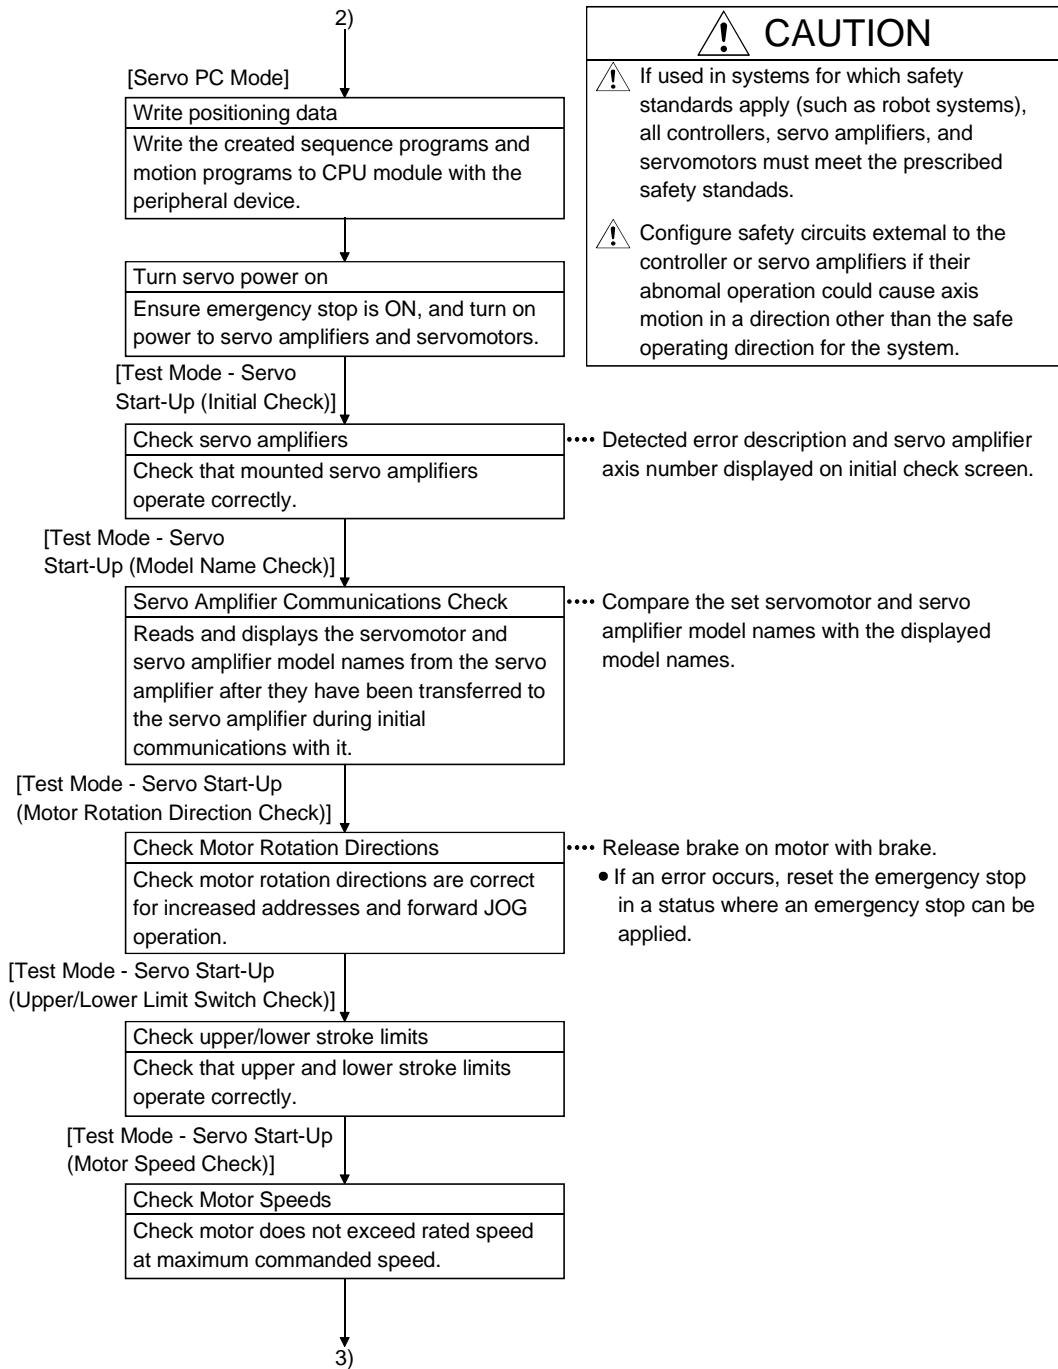 2)
[Servo PC Mode]
Write positioning data
Write the created sequence programs and
motion programs to CPU module with the
peripheral device.
Turn servo power on
Ensure emergency stop is ON, and turn on
power to servo amplifiers and servomotors.
[Test Mode - Servo
Start-Up (Initial Check)]
Check servo amplifiers
Check that mounted servo amplifiers
operate correctly.
Detected error description and servo amplifier
axis number displayed on initial check screen.
[Test Mode - Servo
Start-Up (Model Name Check)]
Servo Amplifier Communications Check
Reads and displays the servomotor and
servo amplifier model names from the servo
amplifier after they have been transferred to
the servo amplifier during initial
communications with it.
Compare the set servomotor and servo
amplifier model names with the displayed
model names.
[Test Mode - Servo Start-Up
(Motor Rotation Direction Check)]
Check Motor Rotation Directions
Check motor rotation directions are correct
for increased addresses and forward JOG
operation.
Release brake on motor with brake.
• If an error occurs, reset the emergency stop
in a status where an emergency stop can be
applied.
[Test Mode - Servo Start-Up
(Upper/Lower Limit Switch Check)]
Check upper/lower stroke limits
Check that upper and lower stroke limits
operate correctly.
[Test Mode - Servo Start-Up
(Motor Speed Check)]
Check Motor Speeds
Check motor does not exceed rated speed
at maximum commanded speed.
3)
CAUTION
If used in systems for which safety
standards apply (such as robot systems),
all controllers, servo amplifiers, and
servomotors must meet the prescribed
safety standads.
Configure safety circuits extemal to the
controller or servo amplifiers if their
abnomal operation could cause axis
motion in a direction other than the safe
operating direction for the system.